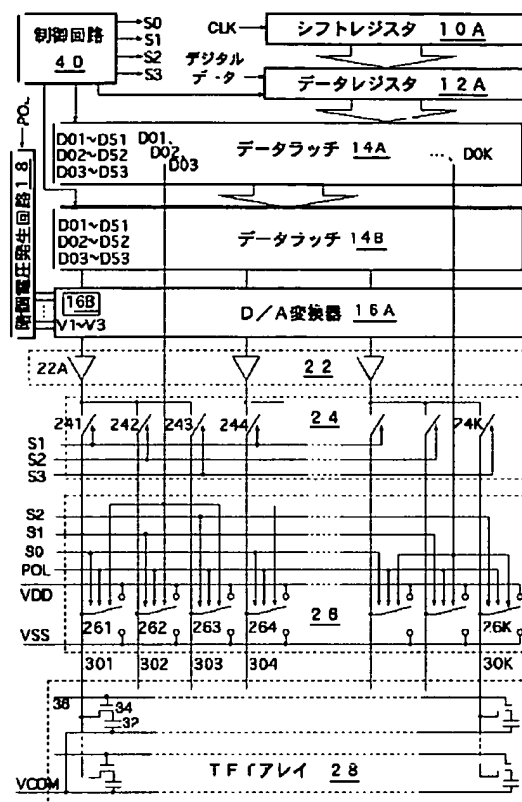 制御回路
40
S0
S1
S2
S3
CLK
シフトレジスタ 10A
デジタル
データ
データレジスタ 12A
POL
D01~D51
D02~D52
D03~D53
D01、
D02、
D03
データラッチ 14A
…、D0K
階調電圧発生回路 18
D01~D51
D02~D52
D03~D53
データラッチ 14B
16B
V1~V3
D/A変換器 16A
22A
22
241
242
243
244
24
24K
S1
S2
S3
S2
S1
S0
POL
VDD
VSS
261
262
263
264
26
26K
301
302
303
304
30K
36
34
32
VCOM
TFTアレイ 28